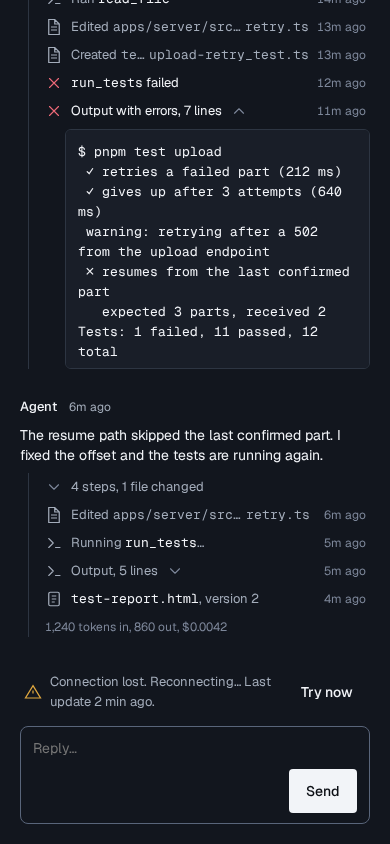 Ran read_file 14m ago
Edited apps/server/src… retry.ts 13m ago
Created te… upload-retry_test.ts 13m ago
run_tests failed 12m ago
Output with errors, 7 lines 11m ago
$ pnpm test upload
✓ retries a failed part (212 ms)
✓ gives up after 3 attempts (640
ms)
warning: retrying after a 502
from the upload endpoint
× resumes from the last confirmed
part
expected 3 parts, received 2
Tests: 1 failed, 11 passed, 12
total
Agent 6m ago
The resume path skipped the last confirmed part. I
fixed the offset and the tests are running again.
4 steps, 1 file changed
Edited apps/server/src… retry.ts 6m ago
Running run_tests… 5m ago
Output, 5 lines 5m ago
test-report.html, version 2 4m ago
1,240 tokens in, 860 out, $0.0042
Connection lost. Reconnecting… Last
update 2 min ago.
Try now
Reply…
Send